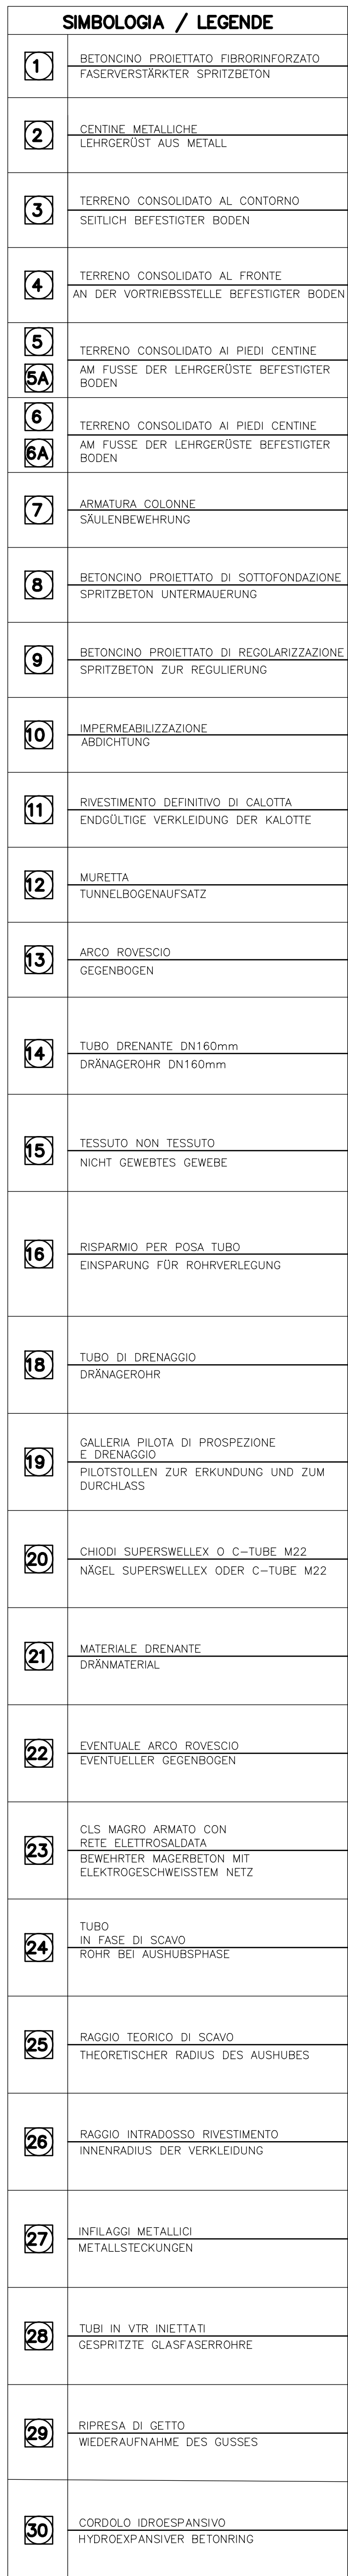 SIMBOLOGIA / LEGENDE
1
BETONCINO PROIETTATO FIBRORINFORZATO
FASERVERSTÄRKTER SPRITZBETON
2
CENTINE METALLICHE
LEHRGERÜST AUS METALL
3
TERRENO CONSOLIDATO AL CONTORNO
SEITLICH BEFESTIGTER BODEN
4
TERRENO CONSOLIDATO AL FRONTE
AN DER VORTRIEBSSTELLE BEFESTIGTER BODEN
5
5A
TERRENO CONSOLIDATO AI PIEDI CENTINE
AM FUSSE DER LEHRGERÜSTE BEFESTIGTER
BODEN
6
6A
TERRENO CONSOLIDATO AI PIEDI CENTINE
AM FUSSE DER LEHRGERÜSTE BEFESTIGTER
BODEN
7
ARMATURA COLONNE
SÄULENBEWEHRUNG
8
BETONCINO PROIETTATO DI SOTTOFONDAZIONE
SPRITZBETON UNTERMAUERUNG
9
BETONCINO PROIETTATO DI REGOLARIZZAZIONE
SPRITZBETON ZUR REGULIERUNG
10
IMPERMEABILIZZAZIONE
ABDICHTUNG
11
RIVESTIMENTO DEFINITIVO DI CALOTTA
ENDGÜLTIGE VERKLEIDUNG DER KALOTTE
12
MURETTA
TUNNELBOGENAUFSATZ
13
ARCO ROVESCIO
GEGENBOGEN
14
TUBO DRENANTE DN160mm
DRÄNAGEROHR DN160mm
15
TESSUTO NON TESSUTO
NICHT GEWEBTES GEWEBE
16
RISPARMIO PER POSA TUBO
EINSPARUNG FÜR ROHRVERLEGUNG
18
TUBO DI DRENAGGIO
DRÄNAGEROHR
19
GALLERIA PILOTA DI PROSPEZIONE
E DRENAGGIO
PILOTSTOLLEN ZUR ERKUNDUNG UND ZUM
DURCHLASS
20
CHIODI SUPERSWELLEX O C-TUBE M22
NÄGEL SUPERSWELLEX ODER C-TUBE M22
21
MATERIALE DRENANTE
DRÄNMATERIAL
22
EVENTUALE ARCO ROVESCIO
EVENTUELLER GEGENBOGEN
23
CLS MAGRO ARMATO CON
RETE ELETTROSALDATA
BEWEHRTER MAGERBETON MIT
ELEKTROGESCHWEISSTEM NETZ
24
TUBO
IN FASE DI SCAVO
ROHR BEI AUSHUBSPHASE
25
RAGGIO TEORICO DI SCAVO
THEORETISCHER RADIUS DES AUSHUBES
26
RAGGIO INTRADOSSO RIVESTIMENTO
INNENRADIUS DER VERKLEIDUNG
27
INFILAGGI METALLICI
METALLSTECKUNGEN
28
TUBI IN VTR INIETTATI
GESPRITZTE GLASFASERROHRE
29
RIPRESA DI GETTO
WIEDERAUFNAHME DES GUSSES
30
CORDOLO IDROESPANSIVO
HYDROEXPANSIVER BETONRING